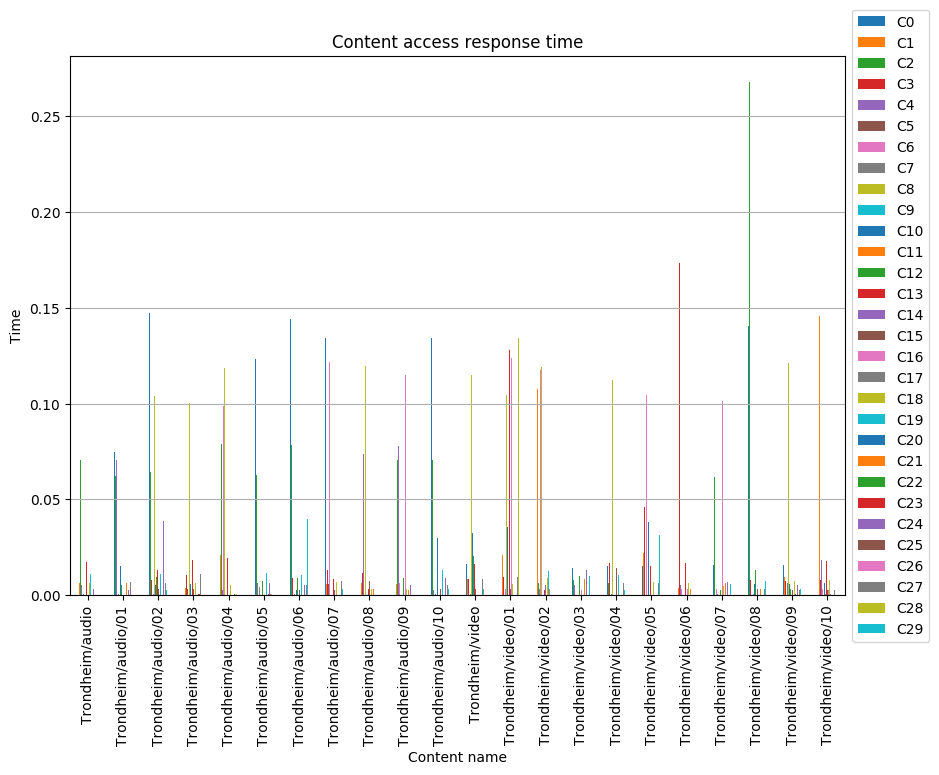 Content access response time
Time
0.25
0.20
0.15
0.10
0.05
0.00
Trondheim/audio
Trondheim/audio/01
Trondheim/audio/02
Trondheim/audio/03
Trondheim/audio/04
Trondheim/audio/05
Trondheim/audio/06
Trondheim/audio/07
Trondheim/audio/08
Trondheim/audio/09
Trondheim/audio/10
Trondheim/video
Trondheim/video/01
Trondheim/video/02
Trondheim/video/03
Trondheim/video/04
Trondheim/video/05
Trondheim/video/06
Trondheim/video/07
Trondheim/video/08
Trondheim/video/09
Trondheim/video/10
Content name
C0
C1
C2
C3
C4
C5
C6
C7
C8
C9
C10
C11
C12
C13
C14
C15
C16
C17
C18
C19
C20
C21
C22
C23
C24
C25
C26
C27
C28
C29